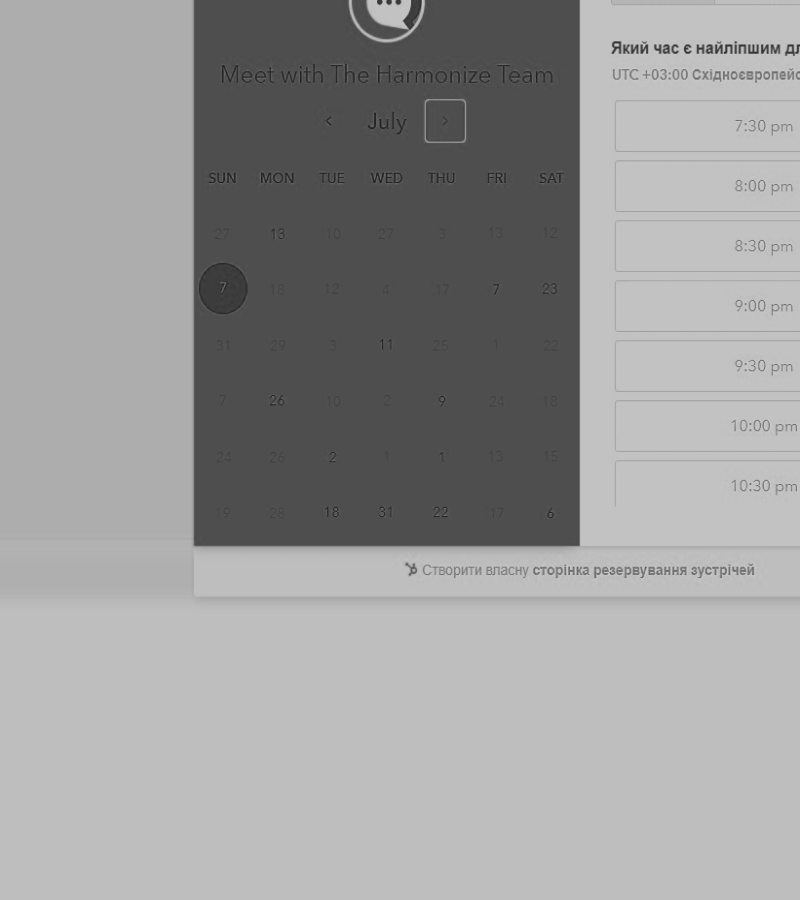 Meet with The Harmonize Team
July
SUN MON TUE WED THU FRI SAT
27 13 10 27 3 13 12
7 18 12 4 17 7 23
31 29 3 11 25 1 22
7 26 10 2 9 24 18
24 26 2 1 1 13 15
19 28 18 31 22 17 6
Який час є найліпшим
UTC +03:00
7:30 pm
8:00 pm
8:30 pm
9:00 pm
9:30 pm
10:00 pm
10:30 pm
Створити власну сторінка резервування зустрічей